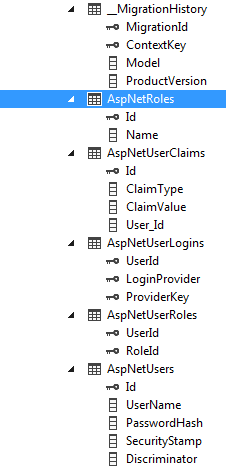 __MigrationHistory
MigrationId
ContextKey
Model
ProductVersion
AspNetRoles
Id
Name
AspNetUserClaims
Id
ClaimType
ClaimValue
User_Id
AspNetUserLogins
UserId
LoginProvider
ProviderKey
AspNetUserRoles
UserId
RoleId
AspNetUsers
Id
UserName
PasswordHash
SecurityStamp
Discriminator